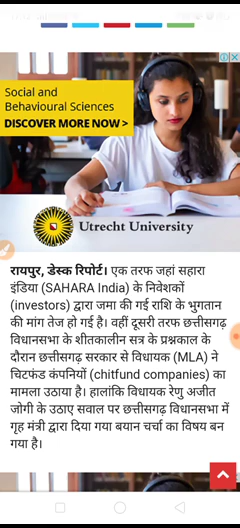 Social and
Behavioural Sciences
DISCOVER MORE NOW >
Utrecht University
रायपुर, डेस्क रिपोर्ट। एक तरफ जहां सहारा
इंडिया (SAHARA India) के निवेशकों
(investors) द्वारा जमा की गई राशि के भुगतान
की मांग तेज हो गई है। वहीं दूसरी तरफ छत्तीसगढ़
विधानसभा के शीतकालीन सत्र के प्रश्नकाल के
दौरान छत्तीसगढ़ सरकार से विधायक (MLA) ने
चिटफंड कंपनियों (chitfund companies) का
मामला उठाया है। हालांकि विधायक रेणु अजीत
जोगी के उठाए सवाल पर छत्तीसगढ़ विधानसभा में
गृह मंत्री द्वारा दिया गया बयान चर्चा का विषय बन
गया है।